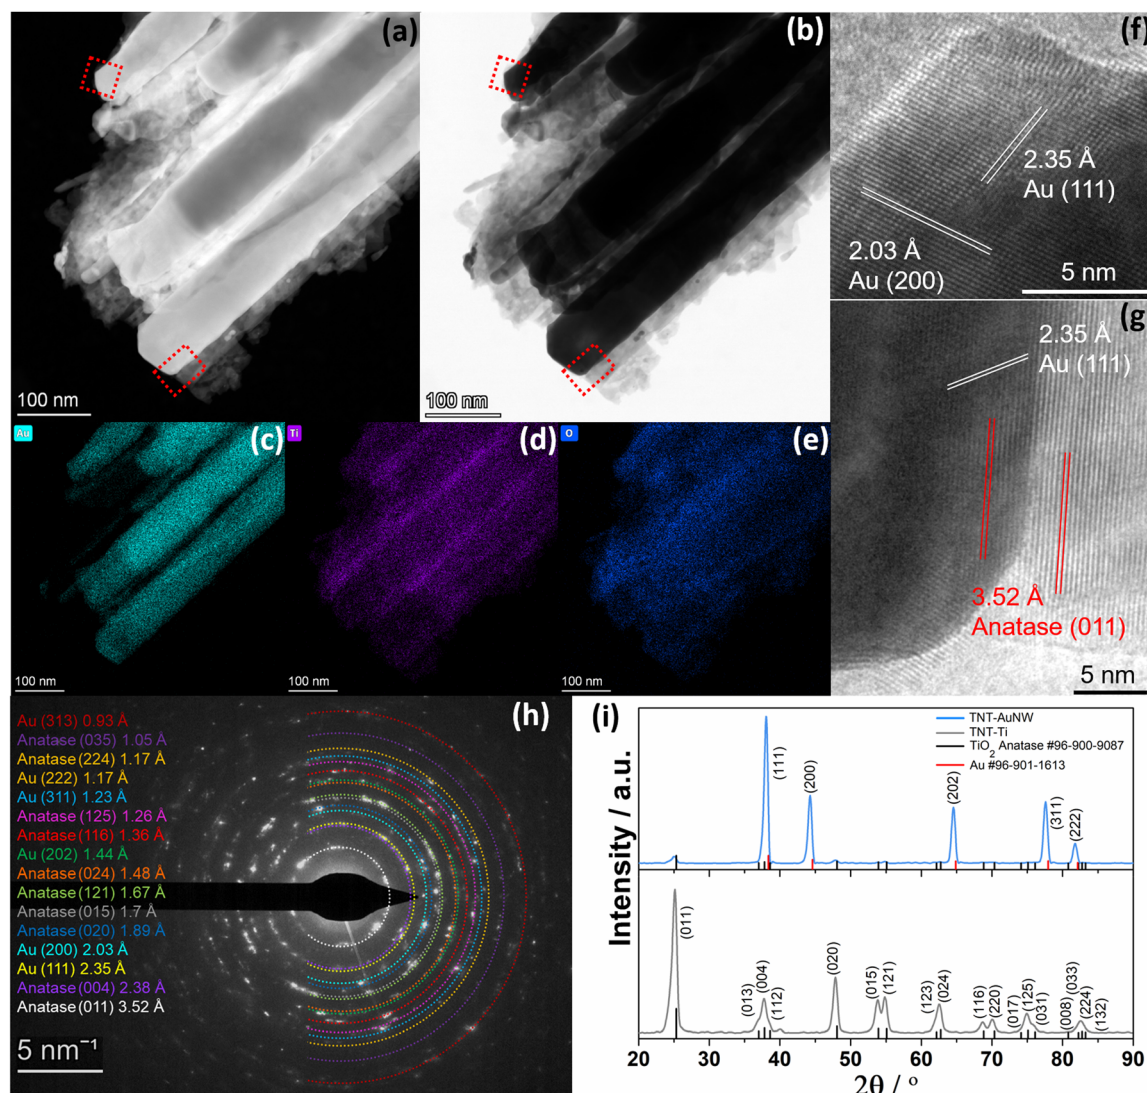 (a)
100 nm
(b)
100 nm
Au
(c)
100 nm
Ti
(d)
100 nm
O
(e)
100 nm
(f)
2.35 Å
Au (111)
2.03 Å
Au (200)
5 nm
(g)
2.35 Å
Au (111)
3.52 Å
Anatase (011)
5 nm
(h)
Au (313) 0.93 Å
Anatase (035) 1.05 Å
Anatase (224) 1.17 Å
Au (222) 1.17 Å
Au (311) 1.23 Å
Anatase (125) 1.26 Å
Anatase (116) 1.36 Å
Au (202) 1.44 Å
Anatase (024) 1.48 Å
Anatase (121) 1.67 Å
Anatase (015) 1.7 Å
Anatase (020) 1.89 Å
Au (200) 2.03 Å
Au (111) 2.35 Å
Anatase (004) 2.38 Å
Anatase (011) 3.52 Å
5 nm⁻¹
(i)
TNT-AuNW
TNT-Ti
TiO₂ Anatase #96-900-9087
Au #96-901-1613
(111)
(200)
(202)
(311)
(222)
Intensity / a.u.
(011)
(013)
(004)
(112)
(020)
(015)
(121)
(123)
(024)
(116)
(220)
(017)
(125)
(031)
(008)
(033)
(224)
(132)
20 30 40 50 60 70 80 90
2θ / °